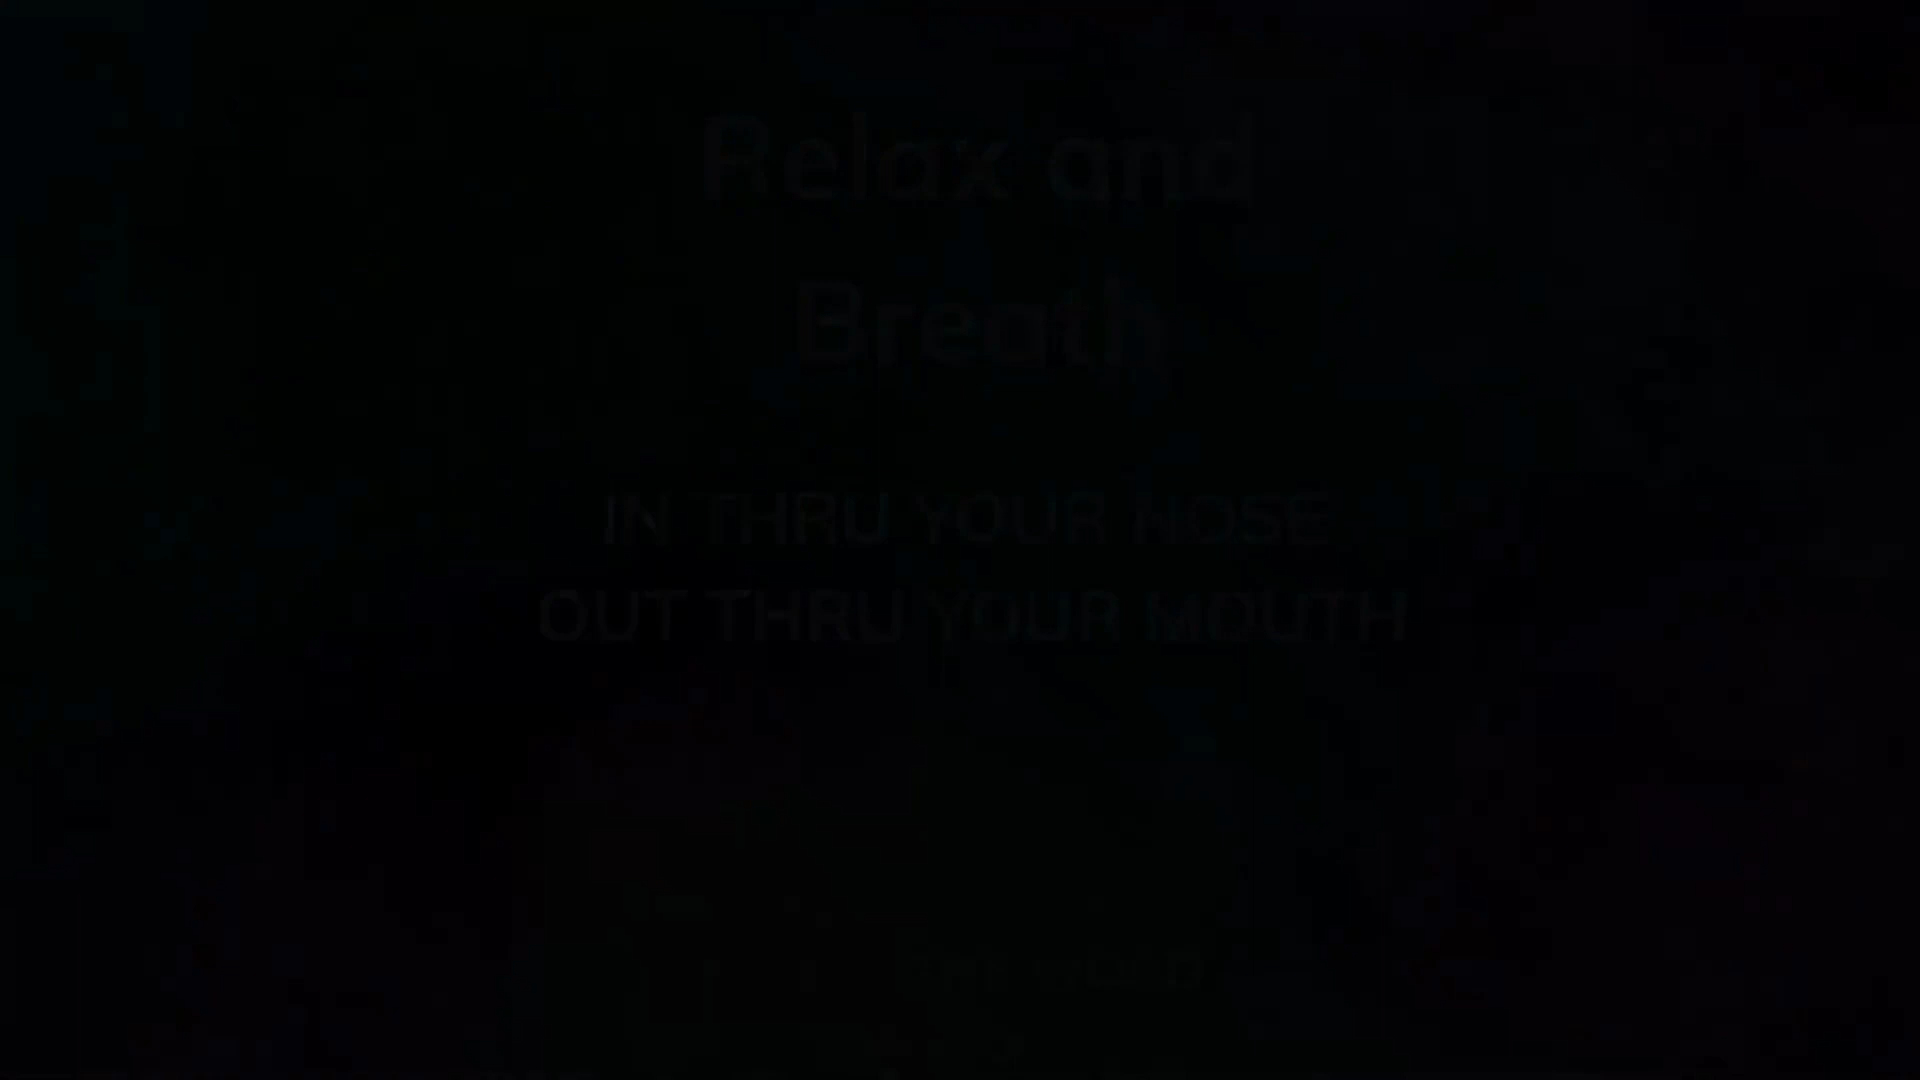 Relax and
Breath
IN THRU YOUR NOSE
OUT THRU YOUR MOUTH